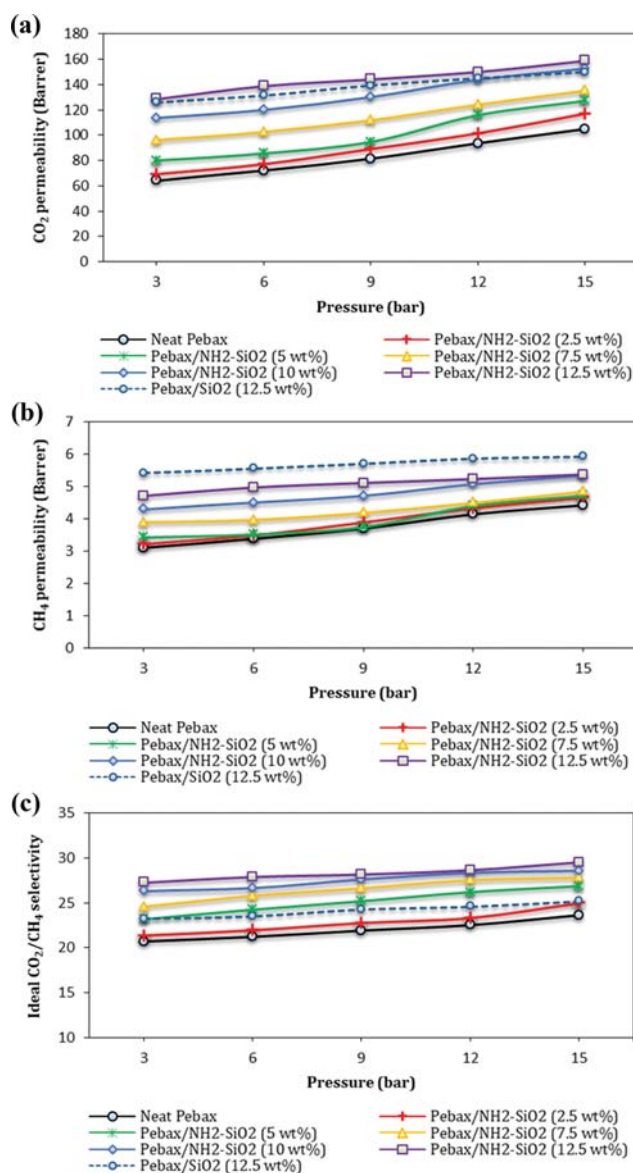 (a)
180
160
140
120
100
80
60
40
20
0
CO₂ permeability (Barrer)
3 6 9 12 15
Pressure (bar)
Neat Pebax Pebax/NH2-SiO2 (2.5 wt%)
Pebax/NH2-SiO2 (5 wt%) Pebax/NH2-SiO2 (7.5 wt%)
Pebax/NH2-SiO2 (10 wt%) Pebax/NH2-SiO2 (12.5 wt%)
Pebax/SiO2 (12.5 wt%)
(b)
7
6
5
4
3
2
1
0
CH₄ permeability (Barrer)
3 6 9 12 15
Pressure (bar)
Neat Pebax Pebax/NH2-SiO2 (2.5 wt%)
Pebax/NH2-SiO2 (5 wt%) Pebax/NH2-SiO2 (7.5 wt%)
Pebax/NH2-SiO2 (10 wt%) Pebax/NH2-SiO2 (12.5 wt%)
Pebax/SiO2 (12.5 wt%)
(c)
35
30
25
20
15
10
Ideal CO₂/CH₄ selectivity
3 6 9 12 15
Pressure (bar)
Neat Pebax Pebax/NH2-SiO2 (2.5 wt%)
Pebax/NH2-SiO2 (5 wt%) Pebax/NH2-SiO2 (7.5 wt%)
Pebax/NH2-SiO2 (10 wt%) Pebax/NH2-SiO2 (12.5 wt%)
Pebax/SiO2 (12.5 wt%)